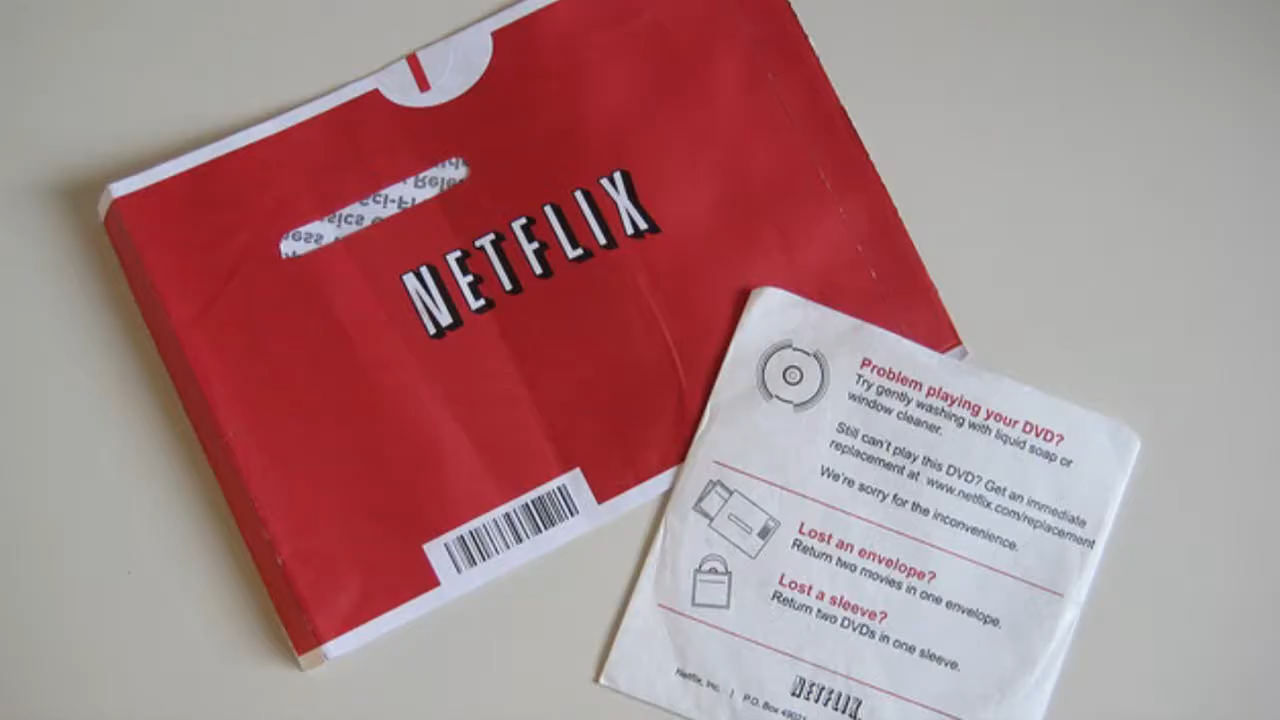 NETFLIX
Problem playing your DVD?
Try gently washing with liquid soap or
window cleaner.
Still can't play this DVD? Get an immediate
replacement at www.netflix.com/replacement
We're sorry for the inconvenience.
Lost an envelope?
Return two movies in one envelope.
Lost a sleeve?
Return two DVDs in one sleeve.
NETFLIX
Netflix, Inc. | P.O. Box